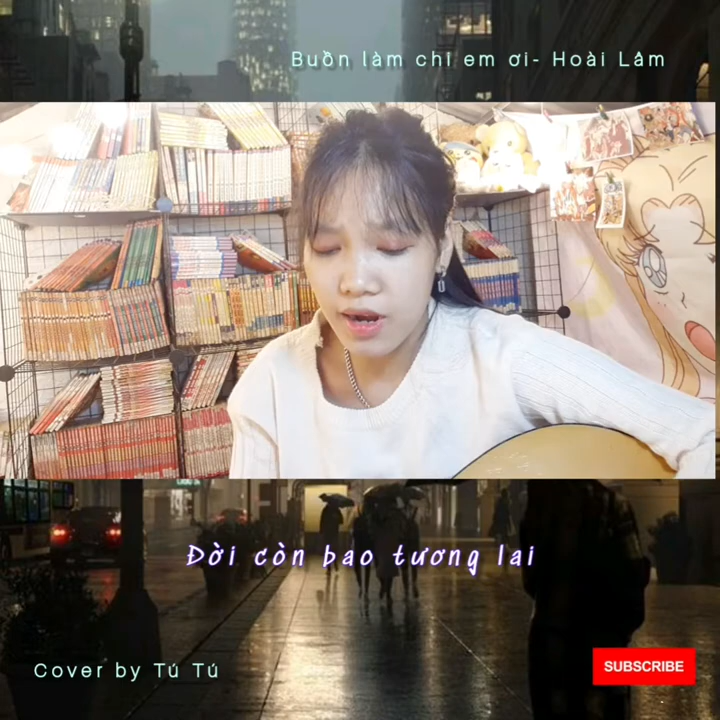 Buồn làm chi em ơi- Hoài Lâm
Đời còn bao tương lai
Cover by Tú Tú
SUBSCRIBE